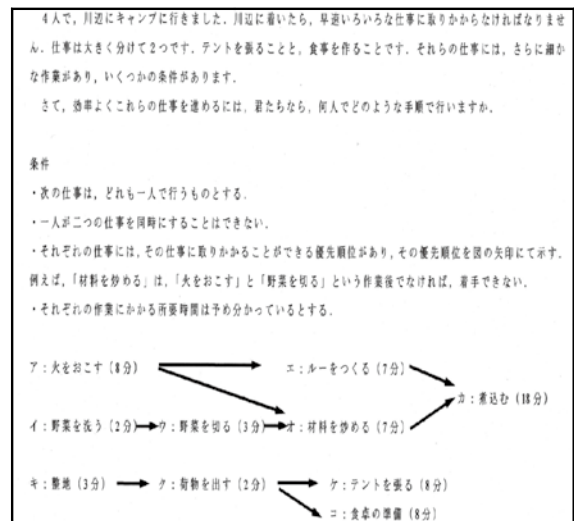 4人で，川辺にキャンプに行きました．川辺に着いたら，早速いろいろな仕事に取りかからなければなりませ
ん．仕事は大きく分けて2つです．テントを張ることと，食事を作ることです．それらの仕事には，さらに細か
な作業があり，いくつかの条件があります．
さて，効率よくこれらの仕事を進めるには，君たちなら，何人でどのような手順で行いますか．
条件
・次の仕事は，どれも一人で行うものとする．
・一人が二つの仕事を同時にすることはできない．
・それぞれの仕事には，その仕事に取りかかることができる優先順位があり，その優先順位を図の矢印にて示す．
例えば，「材料を炒める」は，「火をおこす」と「野菜を切る」という作業後でなければ，着手できない．
・それぞれの作業にかかる所要時間は予め分かっているとする．
ア：火をおこす（8分） エ：ルーをつくる（7分）
カ：煮込む（18分）
イ：野菜を洗う（2分） ウ：野菜を切る（3分） オ：材料を炒める（7分）
キ：整地（3分） ク：荷物を出す（2分） ケ：テントを張る（8分）
コ：食卓の準備（8分）